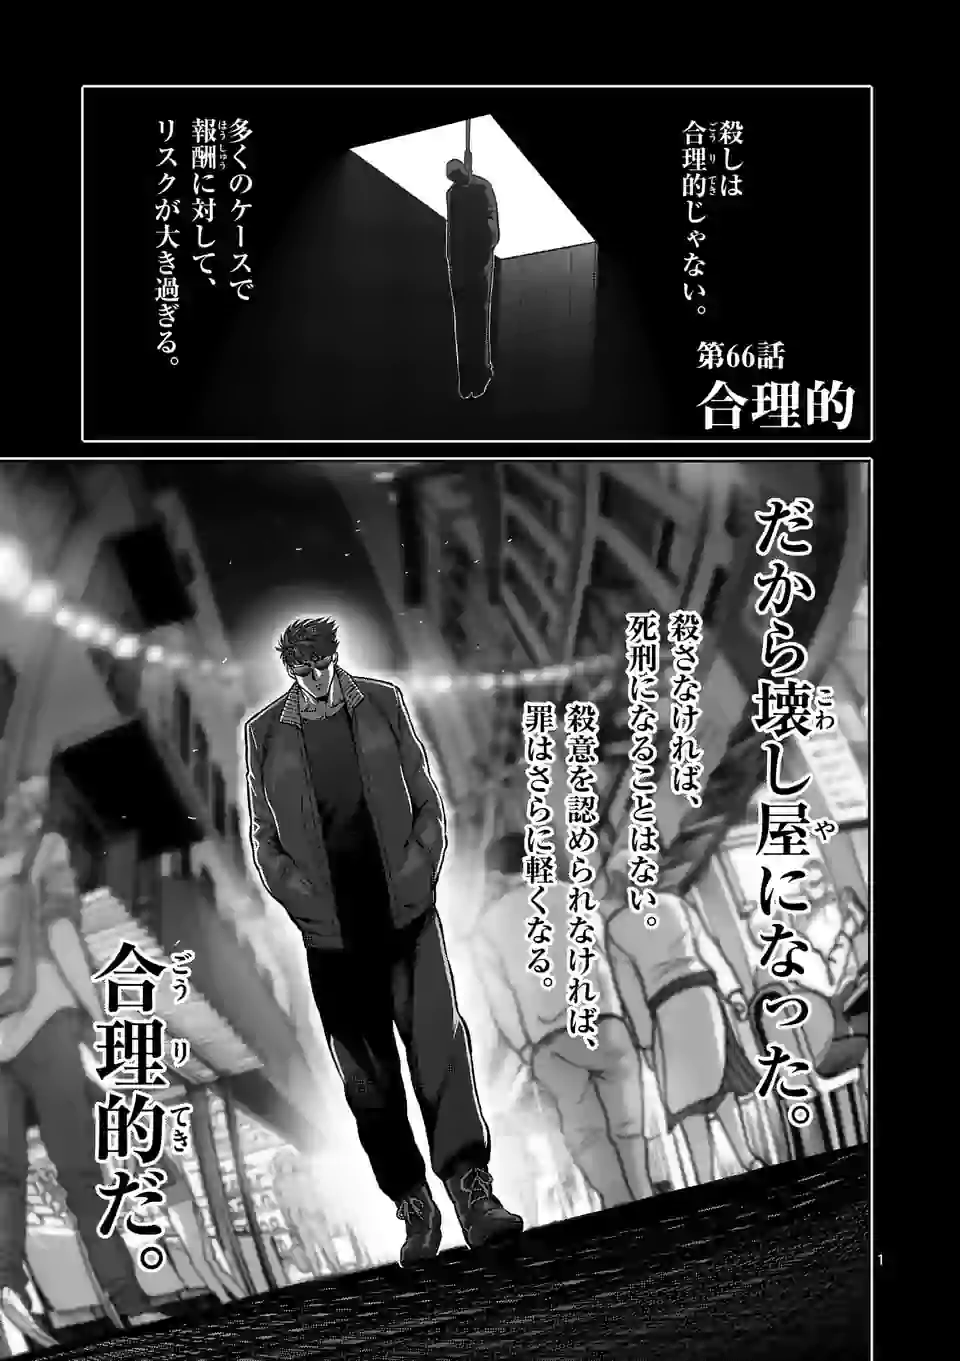 殺しは
合理的じゃない。
多くのケースで
報酬に対して、
リスクが大き過ぎる。
第66話
合理的
だから壊し屋になった。
殺さなければ、
死刑になることはない。
殺意を認められなければ、
罪はさらに軽くなる。
合理的だ。
1